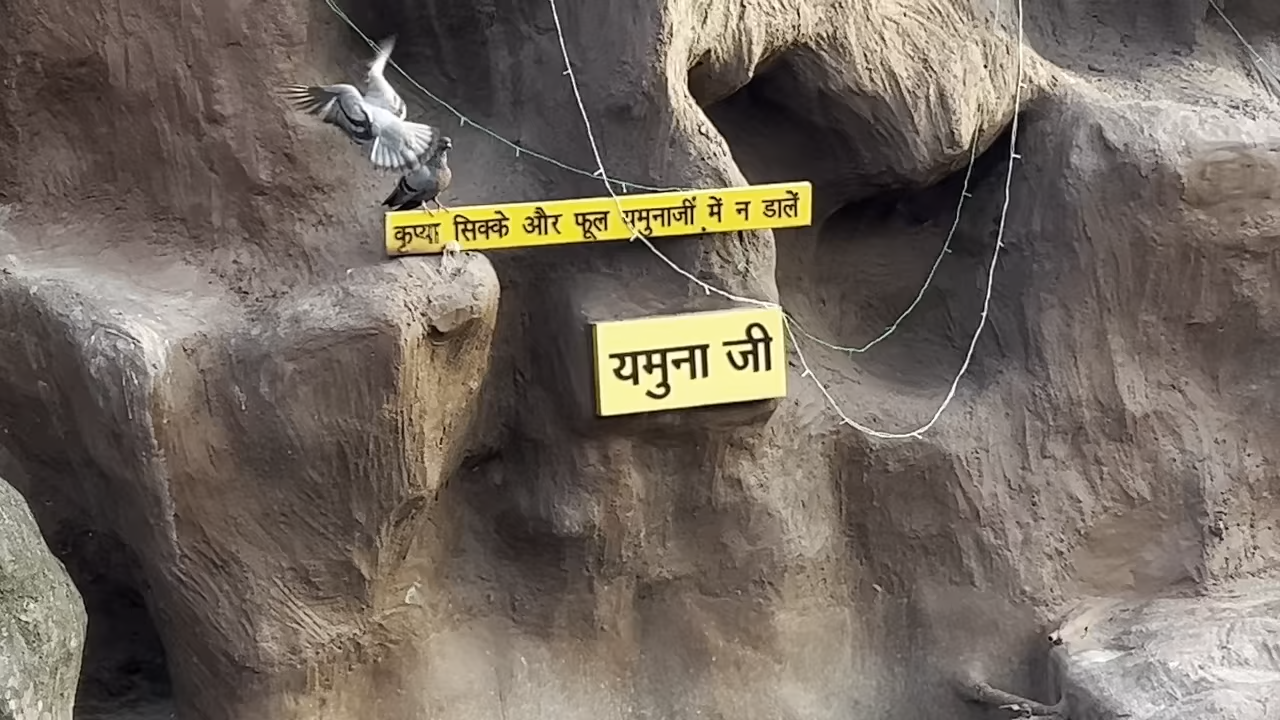 कृप्या सिक्के और फूल यमुनाजीं में न डालें
यमुना जी